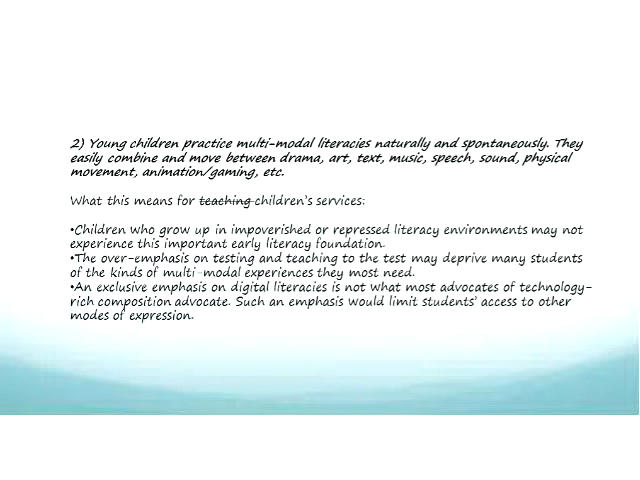 2) Young children practice multi-modal literacies naturally and spontaneously. They
easily combine and move between drama, art, text, music, speech, sound, physical
movement, animation/gaming, etc.
What this means for teaching children's services:
•Children who grow up in impoverished or repressed literacy environments may not
experience this important early literacy foundation.
•The over-emphasis on testing and teaching to the test may deprive many students
of the kinds of multi-modal experiences they most need.
•An exclusive emphasis on digital literacies is not what most advocates of technology-
rich composition advocate. Such an emphasis would limit students' access to other
modes of expression.